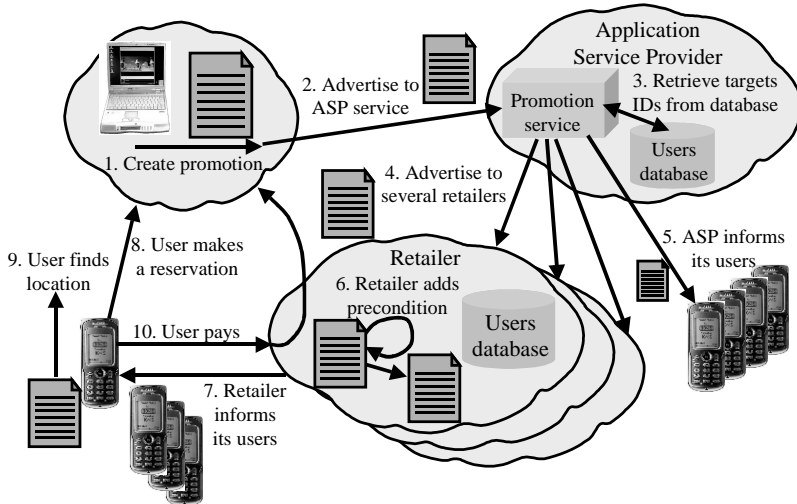 Application
Service Provider
2. Advertise to
ASP service
3. Retrieve targets
IDs from database
Promotion
service
Users
database
1. Create promotion
4. Advertise to
several retailers
5. ASP informs
its users
8. User makes
a reservation
9. User finds
location
Retailer
6. Retailer adds
precondition
Users
database
10. User pays
7. Retailer
informs
its users